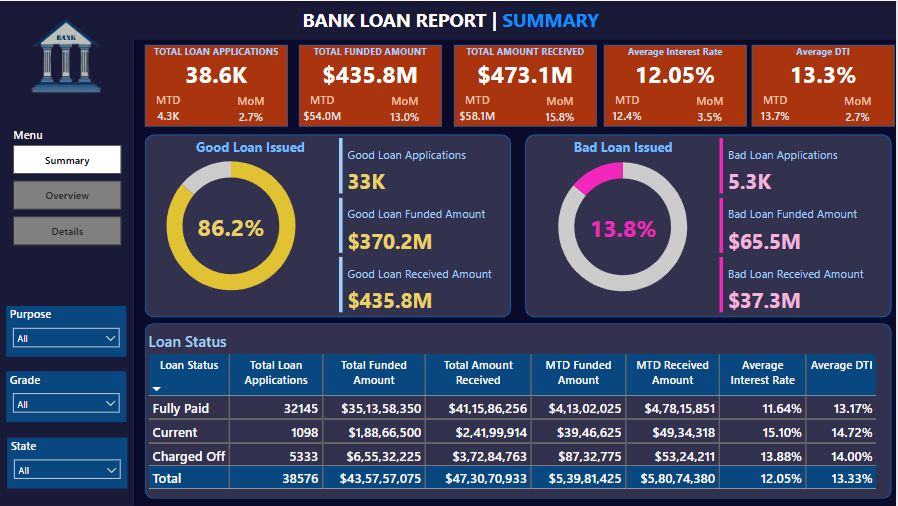 BANK LOAN REPORT | SUMMARY
BANK
TOTAL LOAN APPLICATIONS
38.6K
MTD MoM
4.3K 2.7%
TOTAL FUNDED AMOUNT
$435.8M
MTD MoM
$54.0M 13.0%
TOTAL AMOUNT RECEIVED
$473.1M
MTD MoM
$58.1M 15.8%
Average Interest Rate
12.05%
MTD MoM
12.4% 3.5%
Average DTI
13.3%
MTD MoM
13.7% 2.7%
Menu
Summary
Overview
Details
Purpose
All
Grade
All
State
All
Good Loan Issued
86.2%
Good Loan Applications
33K
Good Loan Funded Amount
$370.2M
Good Loan Received Amount
$435.8M
Bad Loan Issued
13.8%
Bad Loan Applications
5.3K
Bad Loan Funded Amount
$65.5M
Bad Loan Received Amount
$37.3M
Loan Status
Loan Status Total Loan Applications Total Funded Amount Total Amount Received MTD Funded Amount MTD Received Amount Average Interest Rate Average DTI
Fully Paid 32145 $35,13,58,350 $41,15,86,256 $4,13,02,025 $4,78,15,851 11.64% 13.17%
Current 1098 $1,88,66,500 $2,41,99,914 $39,46,625 $49,34,318 15.10% 14.72%
Charged Off 5333 $6,55,32,225 $3,72,84,763 $87,32,775 $53,24,211 13.88% 14.00%
Total 38576 $43,57,57,075 $47,30,70,933 $5,39,81,425 $5,80,74,380 12.05% 13.33%